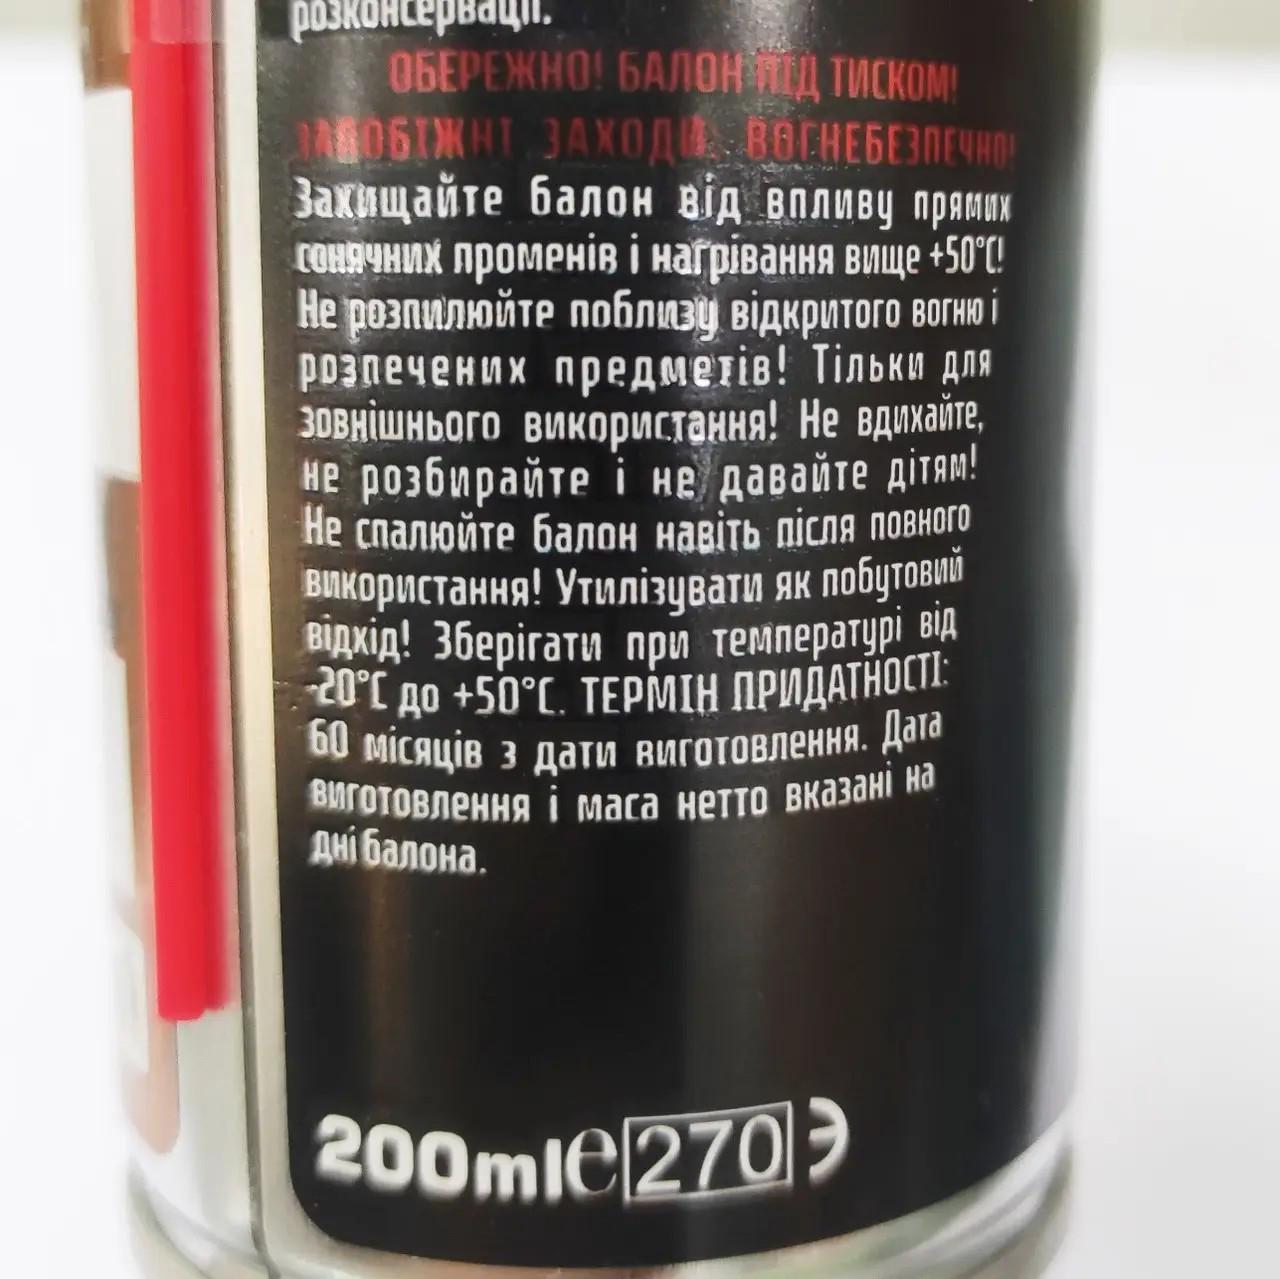 розконсервації.
ОБЕРЕЖНО! БАЛОН ПІД ТИСКОМ!
ЗАПОБІЖНІ ЗАХОДИ: ВОГНЕБЕЗПЕЧНО!
Захищайте балон від впливу прямих
сонячних променів і нагрівання вище +50°C!
Не розпилюйте поблизу відкритого вогню і
розпечених предметів! Тільки для
зовнішнього використання! Не вдихайте,
не розбирайте і не давайте дітям!
Не спалюйте балон навіть після повного
використання! Утилізувати як побутовий
відхід! Зберігати при температурі від
-20°C до +50°C. ТЕРМІН ПРИДАТНОСТІ:
60 місяців з дати виготовлення. Дата
виготовлення і маса нетто вказані на
дні балона.
200ml e 270 Э